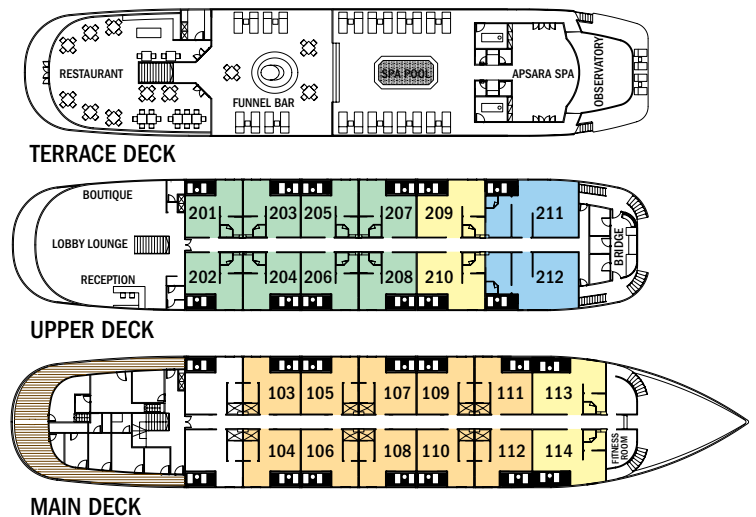 RESTAURANT
FUNNEL BAR
SPA POOL
APSARA SPA
OBSERVATORY
TERRACE DECK
BOUTIQUE
LOBBY LOUNGE
RECEPTION
201 203 205 207 209 211
202 204 206 208 210 212
BRIDGE
UPPER DECK
103 105 107 109 111 113
104 106 108 110 112 114
FITNESS
ROOM
MAIN DECK